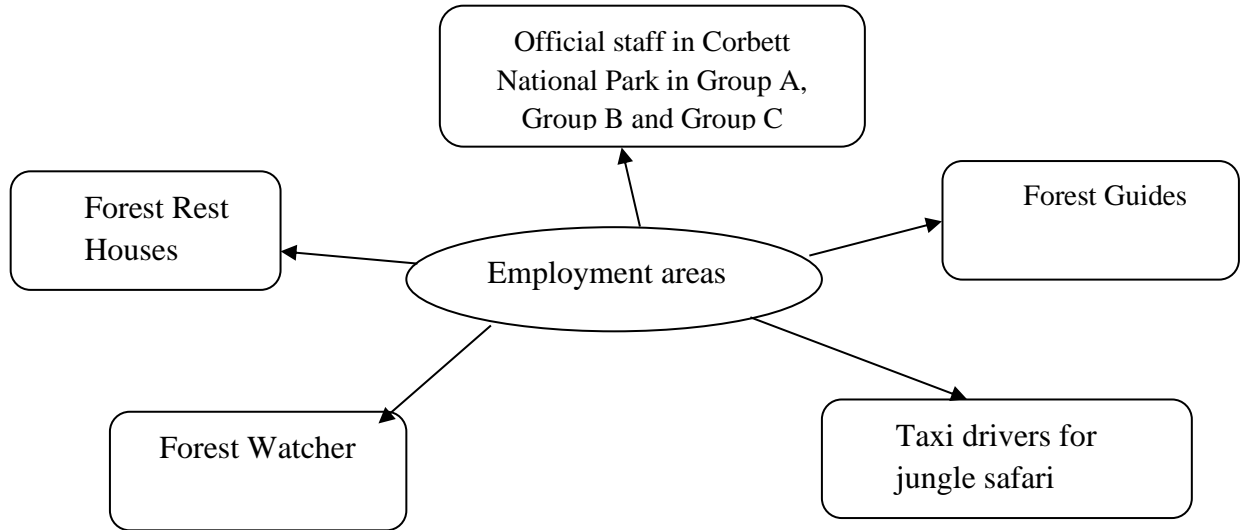 Official staff in Corbett
National Park in Group A,
Group B and Group C
Forest Rest
Houses
Forest Guides
Employment areas
Forest Watcher
Taxi drivers for
jungle safari